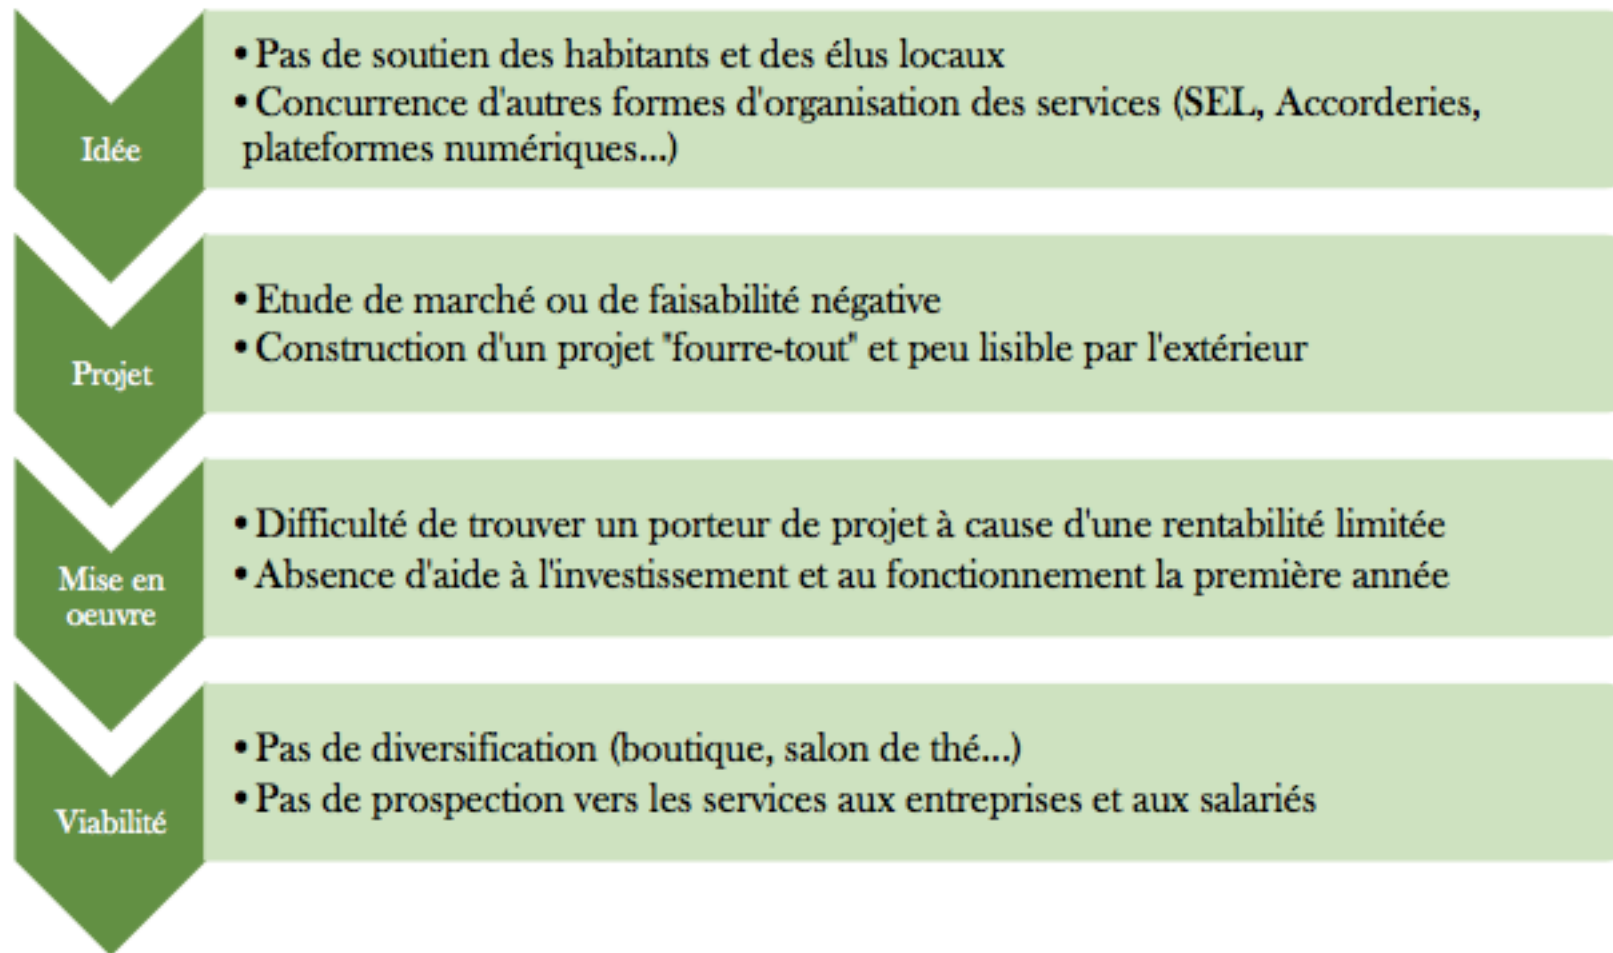 Idée
• Pas de soutien des habitants et des élus locaux
• Concurrence d'autres formes d'organisation des services (SEL, Accorderies,
plateformes numériques...)
Projet
• Etude de marché ou de faisabilité négative
• Construction d'un projet "fourre-tout" et peu lisible par l'extérieur
Mise en
oeuvre
• Difficulté de trouver un porteur de projet à cause d'une rentabilité limitée
• Absence d'aide à l'investissement et au fonctionnement la première année
Viabilité
• Pas de diversification (boutique, salon de thé...)
• Pas de prospection vers les services aux entreprises et aux salariés